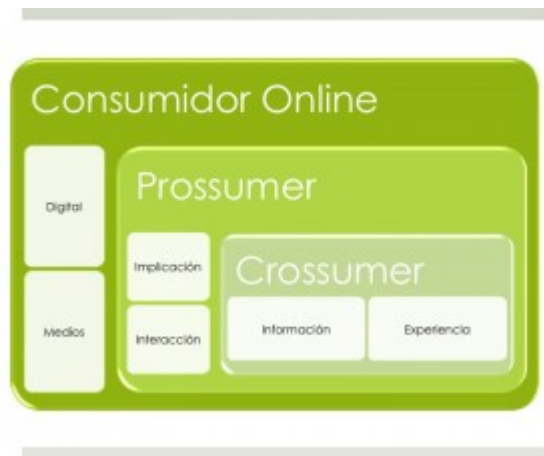 Consumidor Online
Digital
Medios
Prossumer
Implicación
Interacción
Crossumer
Información
Experiencia